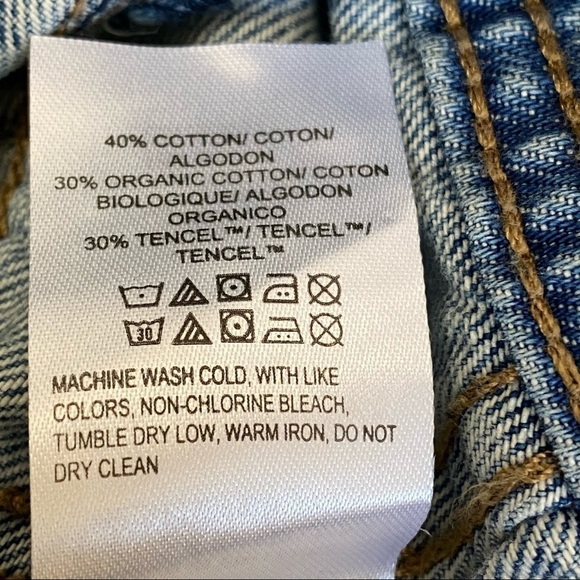 40% COTTON/ COTON/
ALGODON
30% ORGANIC COTTON/ COTON
BIOLOGIQUE/ ALGODON
ORGANICO
30% TENCEL™/ TENCEL™/
TENCEL™
30
MACHINE WASH COLD, WITH LIKE
COLORS, NON-CHLORINE BLEACH,
TUMBLE DRY LOW, WARM IRON, DO NOT
DRY CLEAN